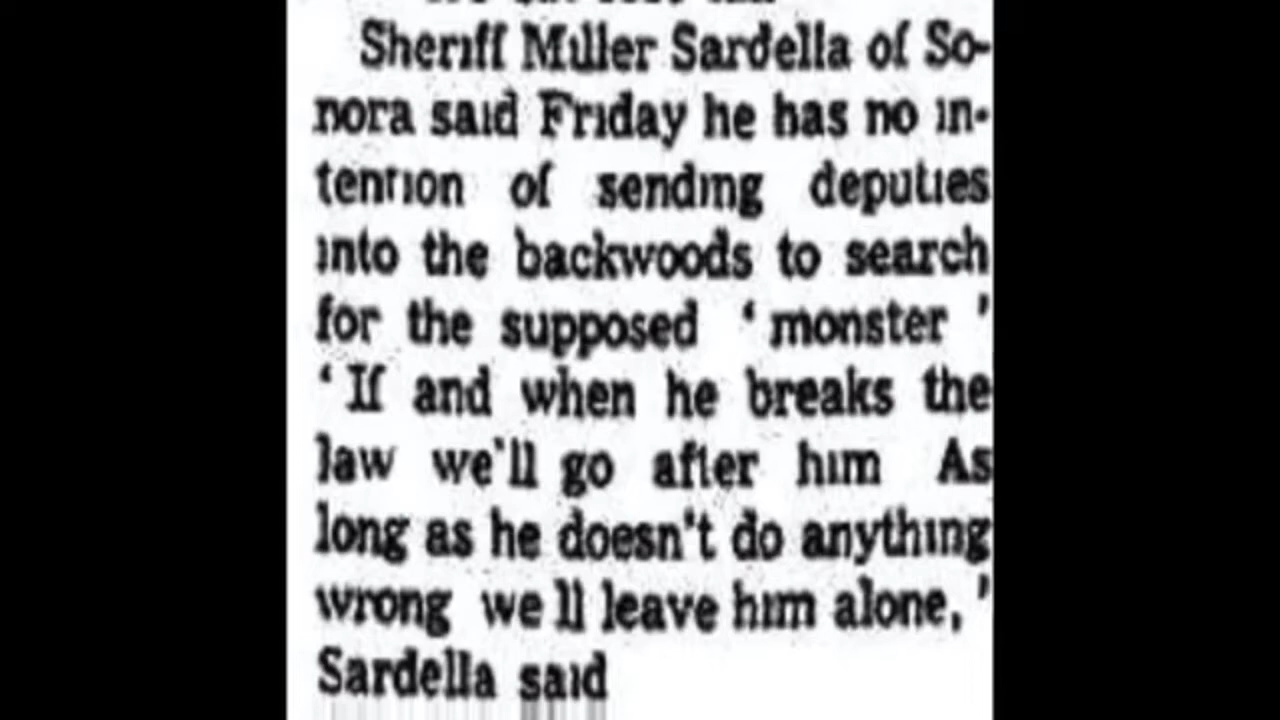 Sheriff Miller Sardella of So-
nora said Friday he has no in-
tention of sending deputies
into the backwoods to search
for the supposed ‘monster ’
‘If and when he breaks the
law we'll go after him As
long as he doesn't do anything
wrong we ll leave him alone, ’
Sardella said